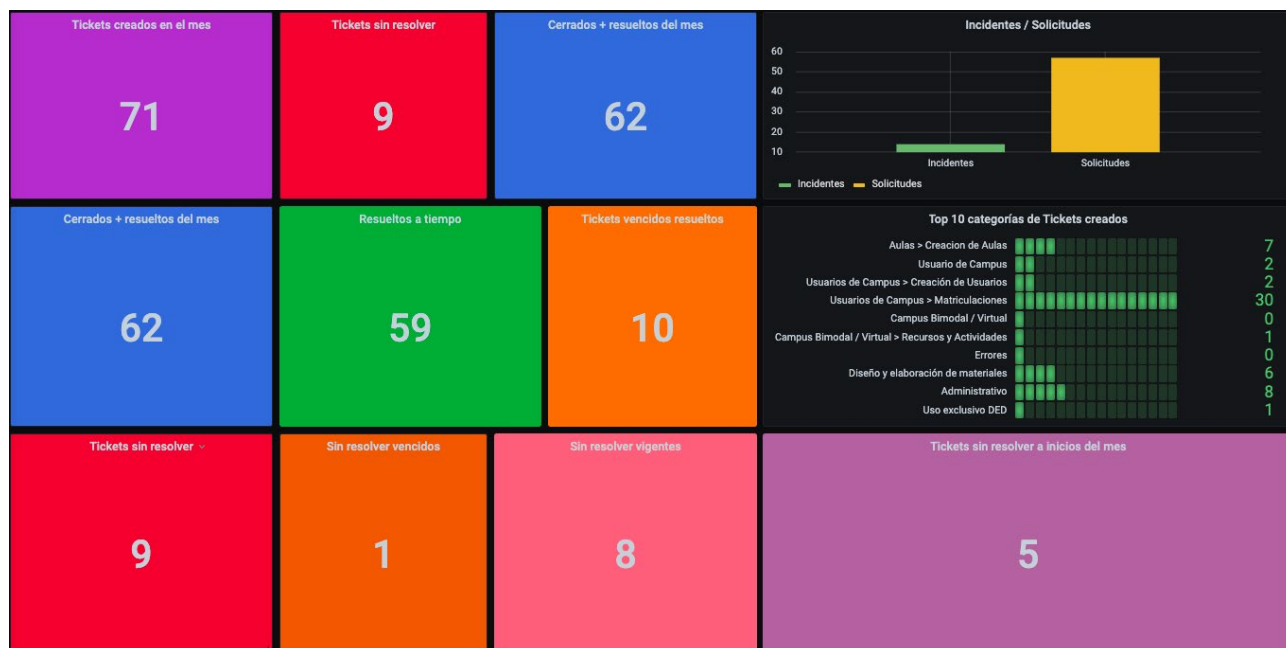 Tickets creados en el mes
71
Tickets sin resolver
9
Cerrados + resueltos del mes
62
Incidentes / Solicitudes
60
50
40
30
20
10
Incidentes
Solicitudes
Incidentes Solicitudes
Cerrados + resueltos del mes
62
Resueltos a tiempo
59
Tickets vencidos resueltos
10
Top 10 categorías de Tickets creados
Aulas > Creacion de Aulas 7
Usuario de Campus 2
Usuarios de Campus > Creación de Usuarios 2
Usuarios de Campus > Matriculaciones 30
Campus Bimodal / Virtual 0
Campus Bimodal / Virtual > Recursos y Actividades 1
Errores 0
Diseño y elaboración de materiales 6
Administrativo 8
Uso exclusivo DED 1
Tickets sin resolver
9
Sin resolver vencidos
1
Sin resolver vigentes
8
Tickets sin resolver a inicios del mes
5